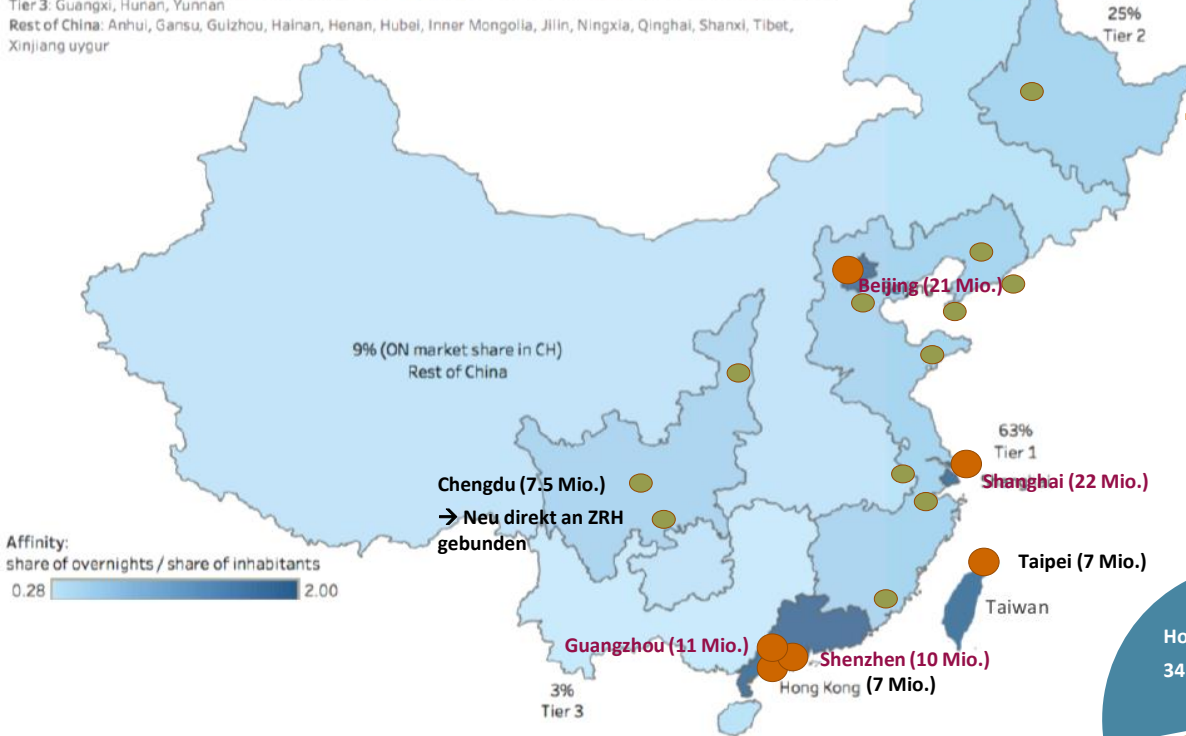 Tier 3: Guangxi, Hunan, Yunnan
Rest of China: Anhui, Gansu, Guizhou, Hainan, Henan, Hubei, Inner Mongolia, Jilin, Ningxia, Qinghai, Shanxi, Tibet,
Xinjiang uygur
25%
Tier 2
Beijing (21 Mio.)
9% (ON market share in CH)
Rest of China
63%
Tier 1
Shanghai (22 Mio.)
Chengdu (7.5 Mio.)
→ Neu direkt an ZRH
gebunden
Affinity:
share of overnights / share of inhabitants
0.28 2.00
Taipei (7 Mio.)
Taiwan
Guangzhou (11 Mio.)
Shenzhen (10 Mio.)
Hong Kong (7 Mio.)
3%
Tier 3
Ho
34